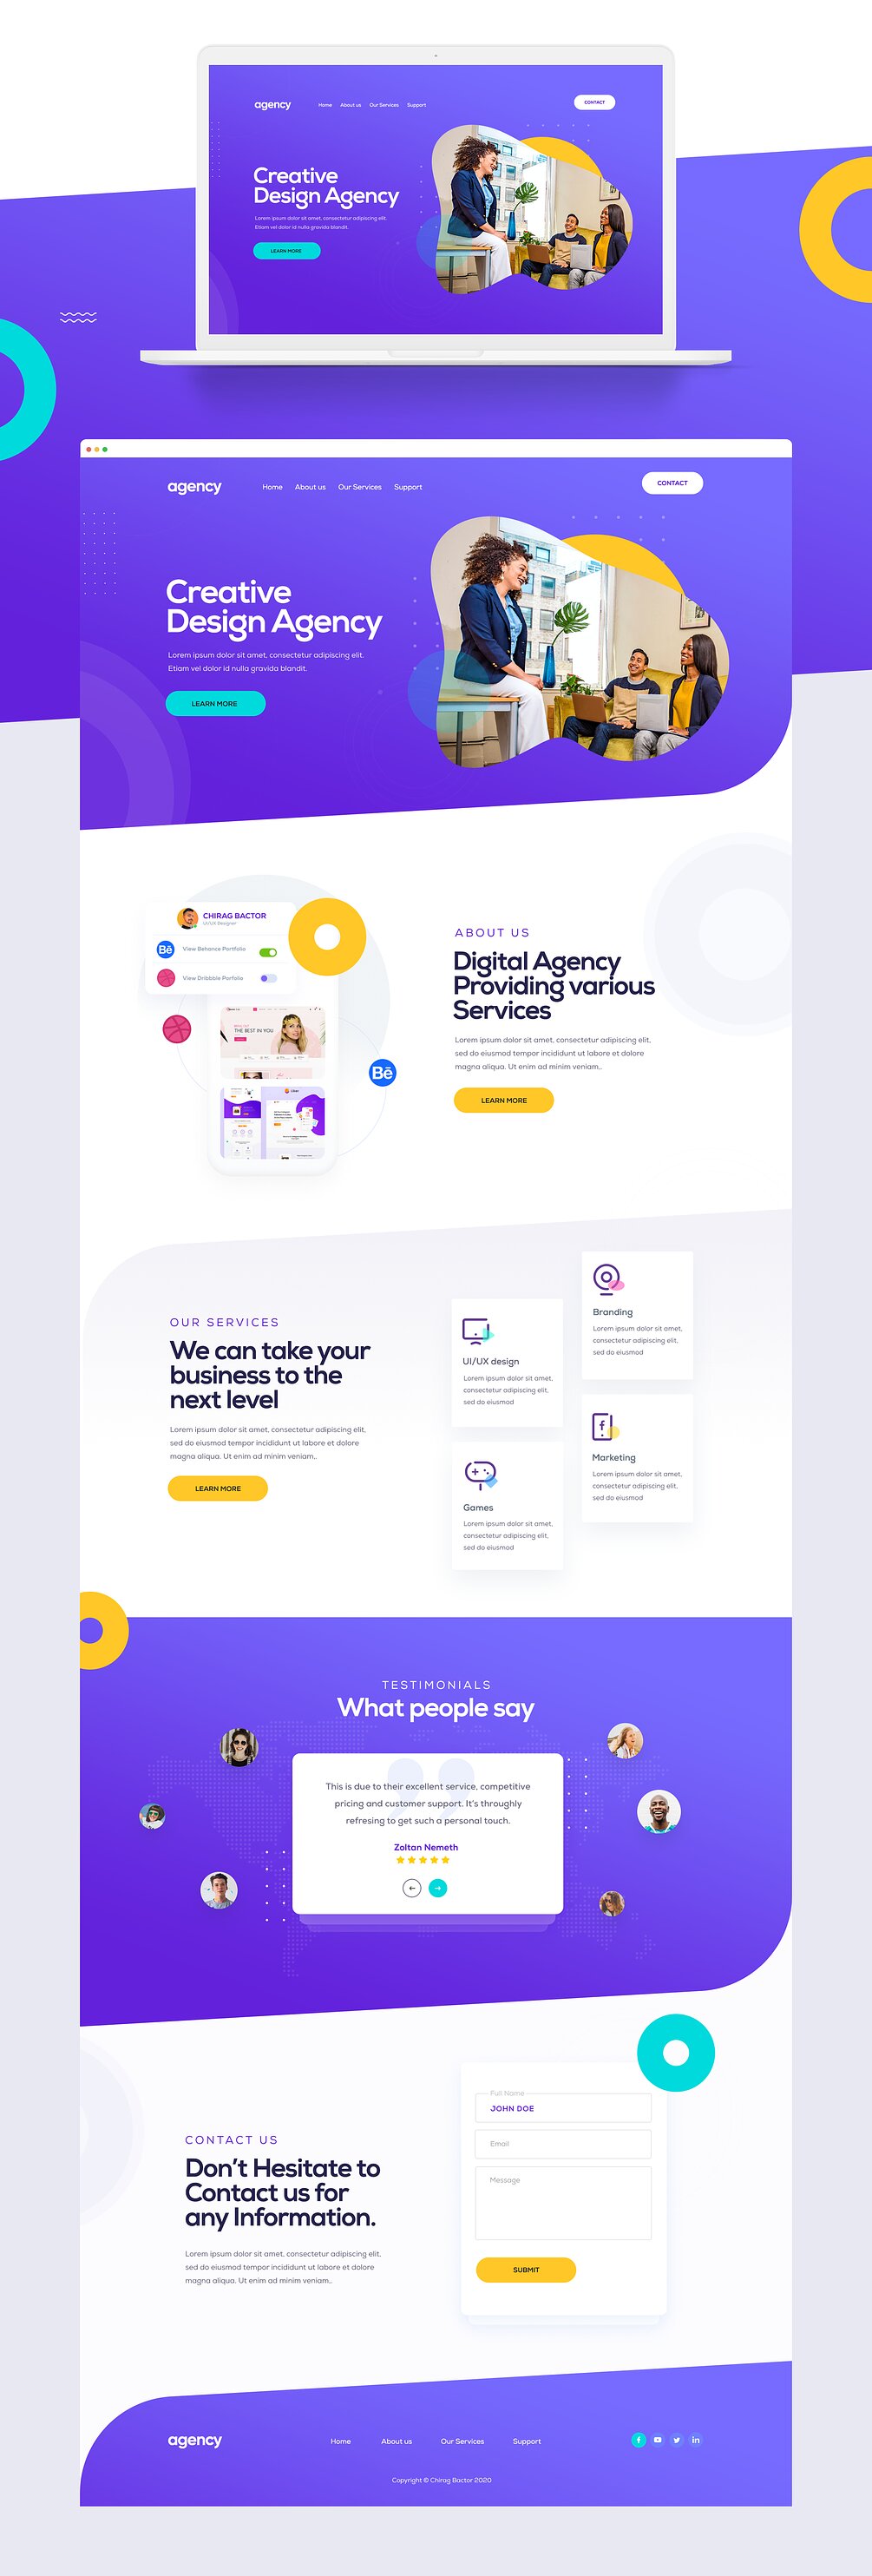 agency
Home About us Our Services Support
CONTACT
Creative
Design Agency
Lorem ipsum dolor sit amet, consectetur adipiscing elit.
Etiam vel dolor id nulla gravida blandit.
LEARN MORE
agency
Home About us Our Services Support
CONTACT
Creative
Design Agency
Lorem ipsum dolor sit amet, consectetur adipiscing elit.
Etiam vel dolor id nulla gravida blandit.
LEARN MORE
CHIRAG BACTOR
UI/UX Designer
Bē
View Behance Portfolio
View Dribbble Porfolio
THE BEST IN YOU
Bē
ABOUT US
Digital Agency
Providing various
Services
Lorem ipsum dolor sit amet, consectetur adipiscing elit,
sed do eiusmod tempor incididunt ut labore et dolore
magna aliqua. Ut enim ad minim veniam..
LEARN MORE
OUR SERVICES
We can take your
business to the
next level
Lorem ipsum dolor sit amet, consectetur adipiscing elit,
sed do eiusmod tempor incididunt ut labore et dolore
magna aliqua. Ut enim ad minim veniam..
LEARN MORE
UI/UX design
Lorem ipsum dolor sit amet,
consectetur adipiscing elit,
sed do eiusmod
Games
Lorem ipsum dolor sit amet,
consectetur adipiscing elit,
sed do eiusmod
Branding
Lorem ipsum dolor sit amet,
consectetur adipiscing elit,
sed do eiusmod
Marketing
Lorem ipsum dolor sit amet,
consectetur adipiscing elit,
sed do eiusmod
TESTIMONIALS
What people say
This is due to their excellent service, competitive
pricing and customer support. It's throughly
refresing to get such a personal touch.
Zoltan Nemeth
CONTACT US
Don't Hesitate to
Contact us for
any Information.
Lorem ipsum dolor sit amet, consectetur adipiscing elit,
sed do eiusmod tempor incididunt ut labore et dolore
magna aliqua. Ut enim ad minim veniam..
Full Name
JOHN DOE
Email
Message
SUBMIT
agency
Home About us Our Services Support
Copyright © Chirag Bactor 2020